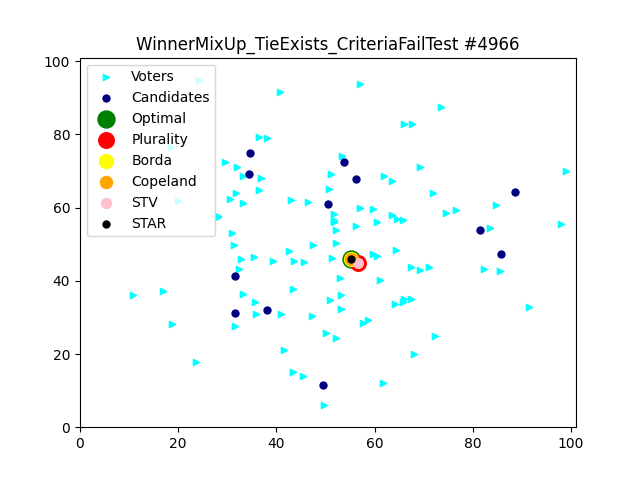 WinnerMixUp_TieExists_CriteriaFailTest #4966
100
80
60
40
20
0
0 20 40 60 80 100
Voters
Candidates
Optimal
Plurality
Borda
Copeland
STV
STAR